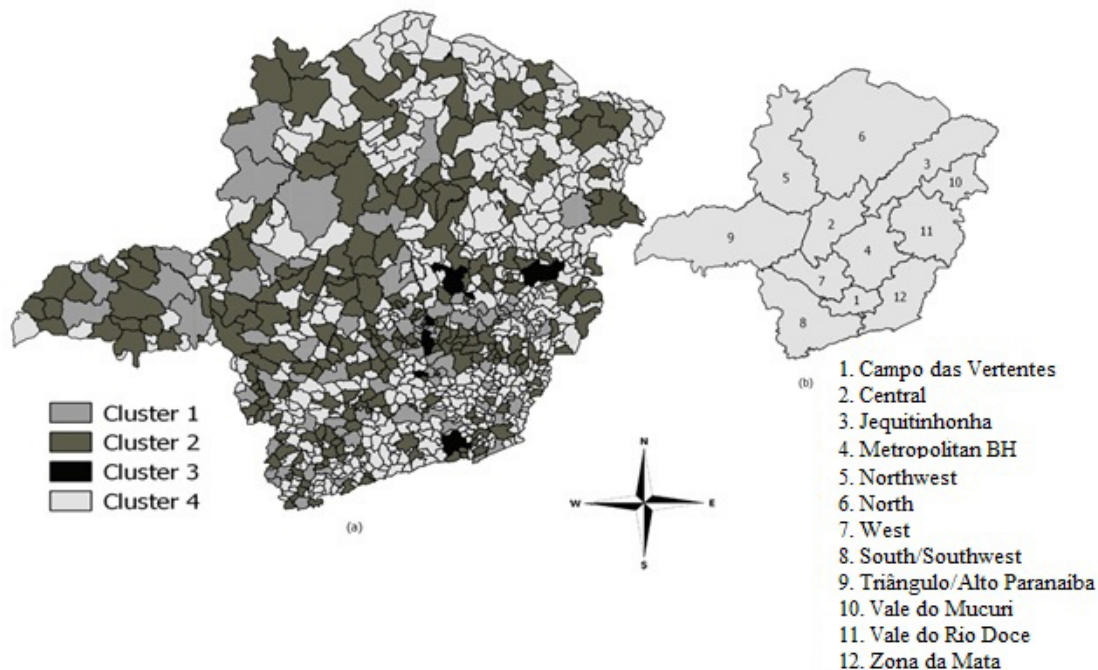 Cluster 1
Cluster 2
Cluster 3
Cluster 4
(a)
N
W
E
S
6
5
3
10
2
9
4
11
7
1
12
8
(b)
1. Campo das Vertentes
2. Central
3. Jequitinhonha
4. Metropolitan BH
5. Northwest
6. North
7. West
8. South/Southwest
9. Triângulo/Alto Paranaiba
10. Vale do Mucuri
11. Vale do Rio Doce
12. Zona da Mata